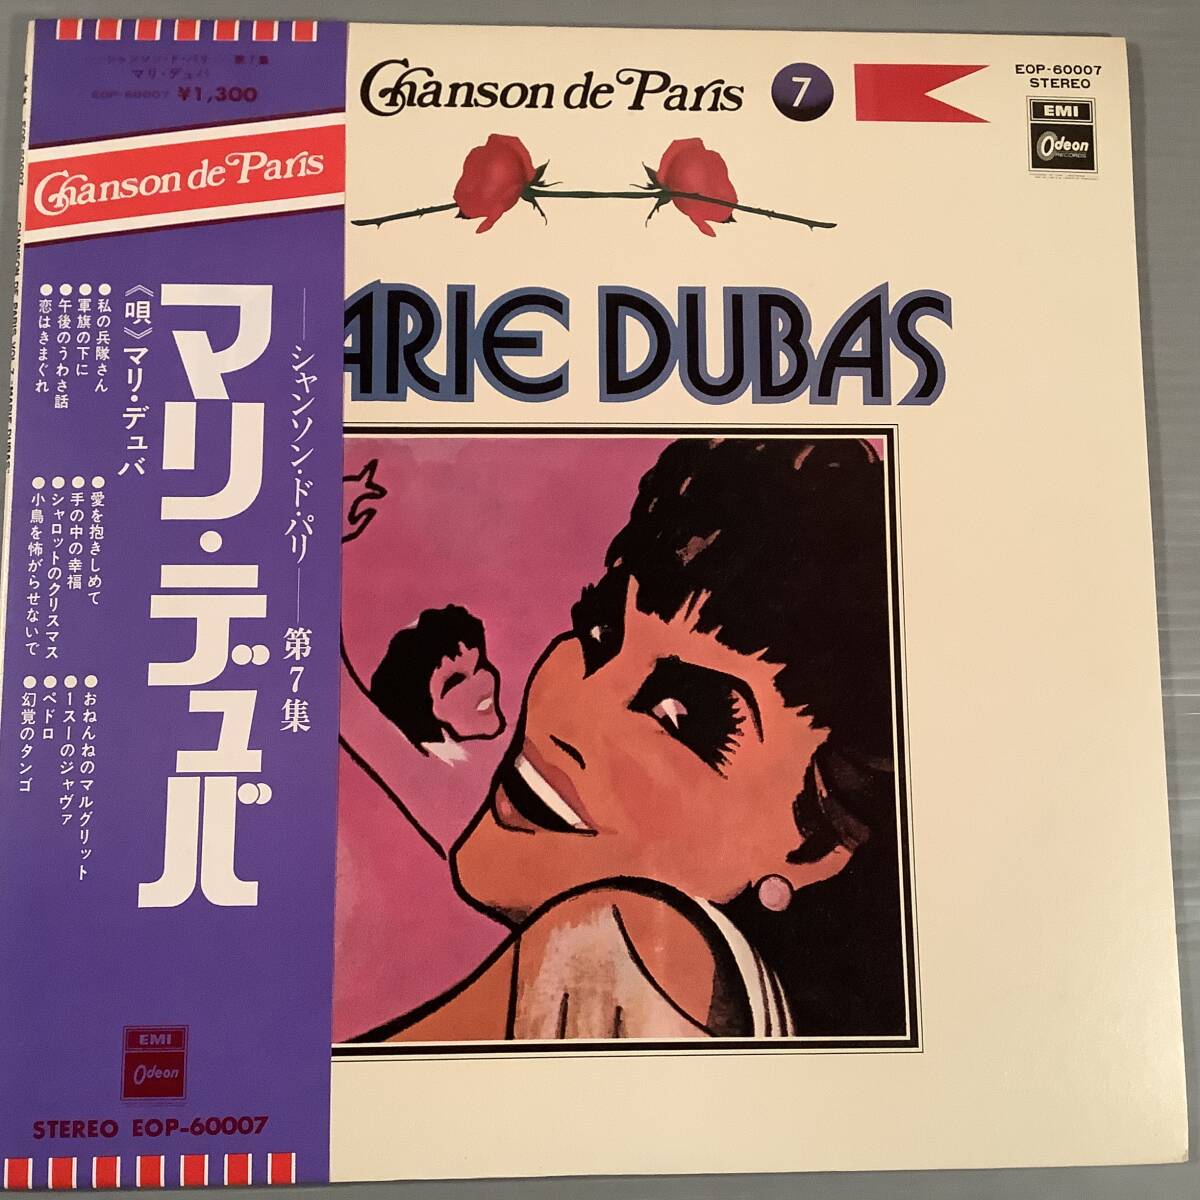 シャンソン・ド・パリ 第7集
マリ・デュバ
EOP-60007 ¥1,300
Chanson de Paris
マリ・デュバ
《唄》マリ・デュバ
シャンソン・ド・パリ 第7集
●私の兵隊さん
●軍旗の下に
●午後のうわさ話
●恋はきまぐれ
●愛を抱きしめて
●手の中の幸福
●シャロットのクリスマス
●小鳥を怖がらせないで
●おねんねのマルグリット
●1スーのジャヴァ
●ペドロ
●幻覚のタンゴ
EMI
Odeon
STEREO EOP-60007
Chanson de Paris 7
EOP-60007
STEREO
EMI
Odeon
RECORDS
ARIE DUBAS